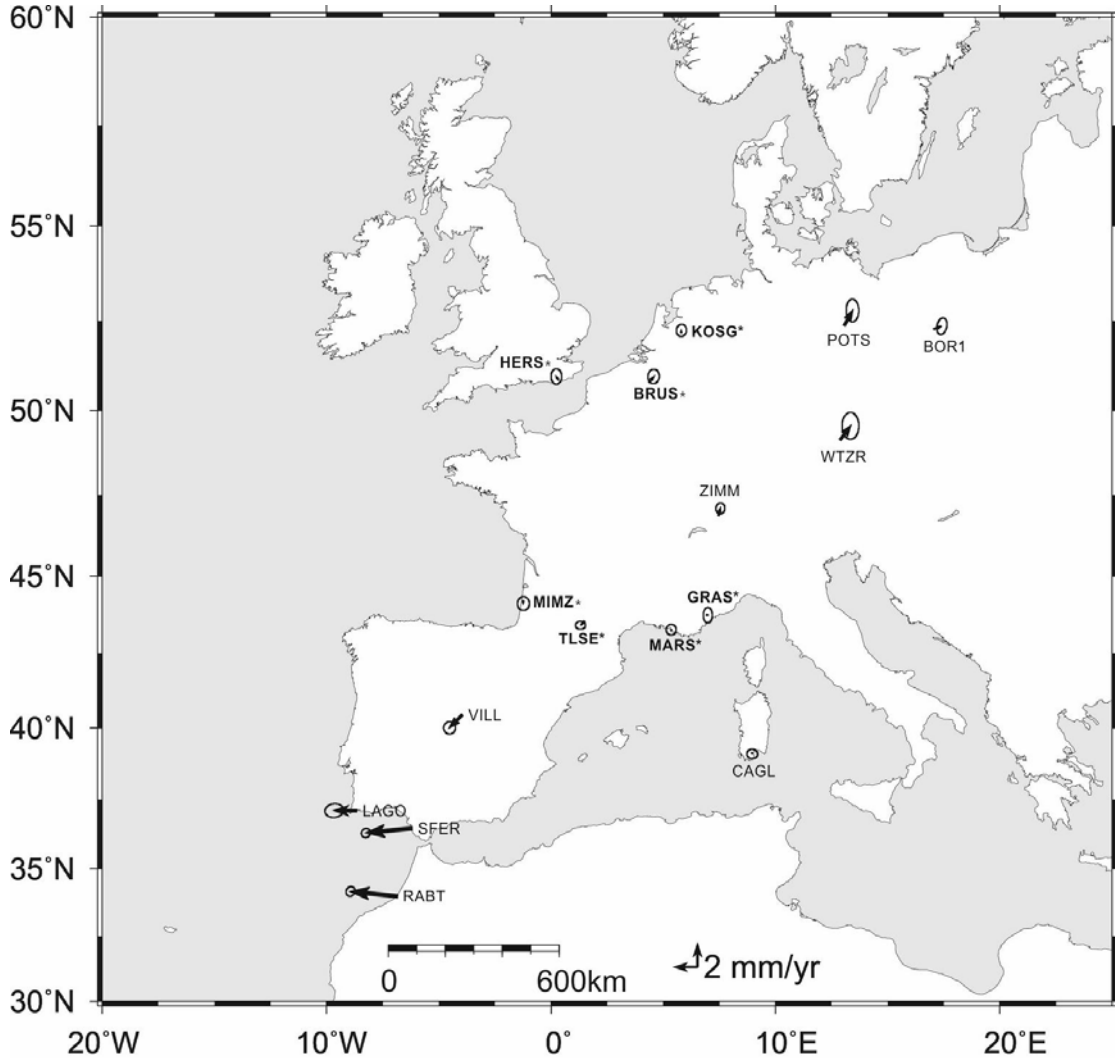 60°N
55°N
50°N
45°N
40°N
35°N
30°N
POTS
BOR1
KOSG*
HERS*
BRUS*
WTZR
ZIMM
MIMZ*
GRAS*
TLSE*
MARS*
VILL
CAGL
LAGO
SFER
RABT
0 600km
2 mm/yr
20°W 10°W 0° 10°E 20°E